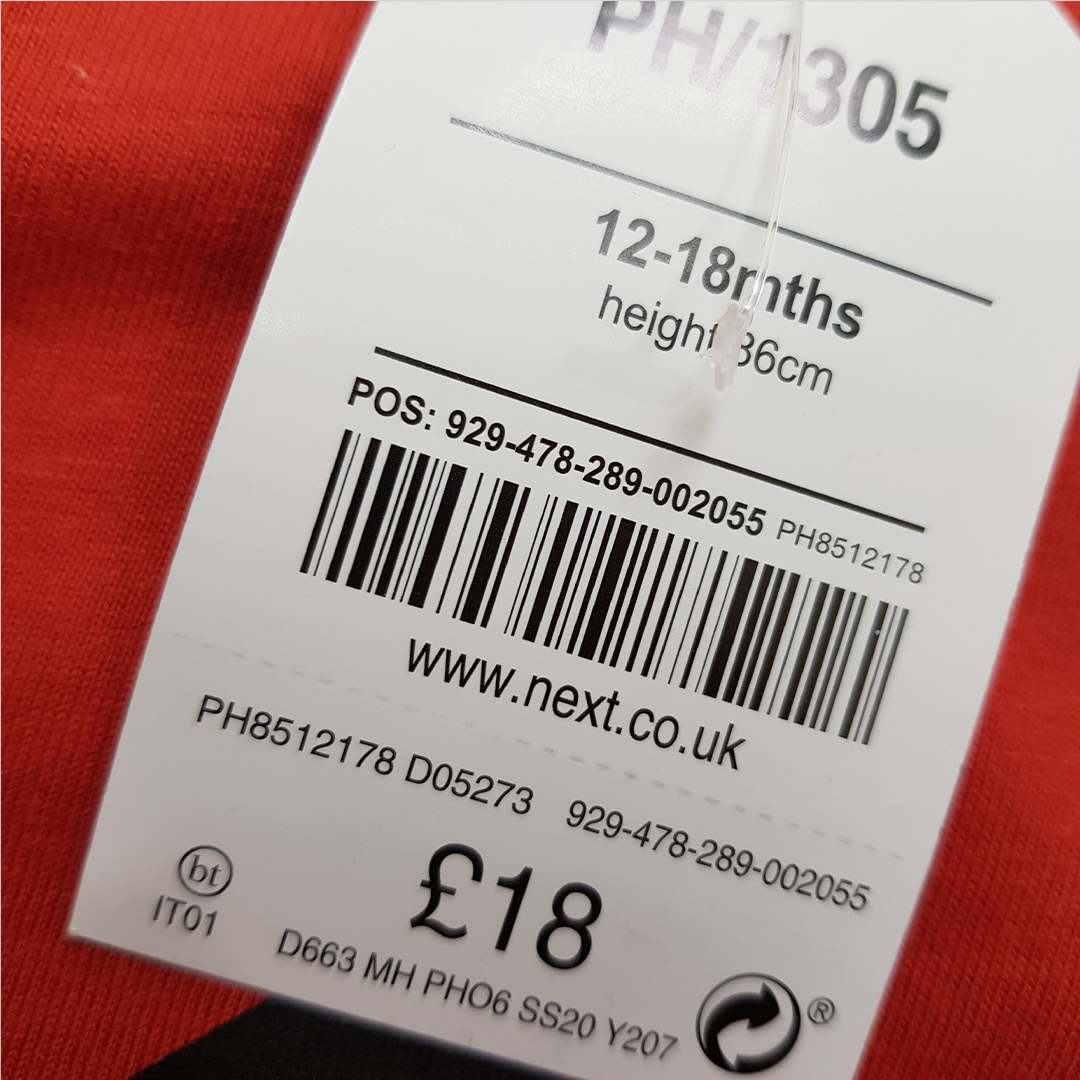 PH/1305
12-18mths
height 86cm
POS: 929-478-289-002055 PH8512178
www.next.co.uk
PH8512178 D05273 929-478-289-002055
bt
IT01
£18
D663 MH PHO6 SS20 Y207
®